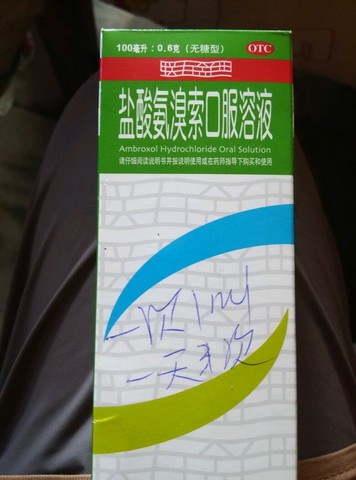 100毫升：0.6克（无糖型） OTC
盐酸氨溴索口服溶液
Ambroxol Hydrochloride Oral Solution
请仔细阅读说明书并按说明使用或在药师指导下购买和使用
一次1ml
一天3次